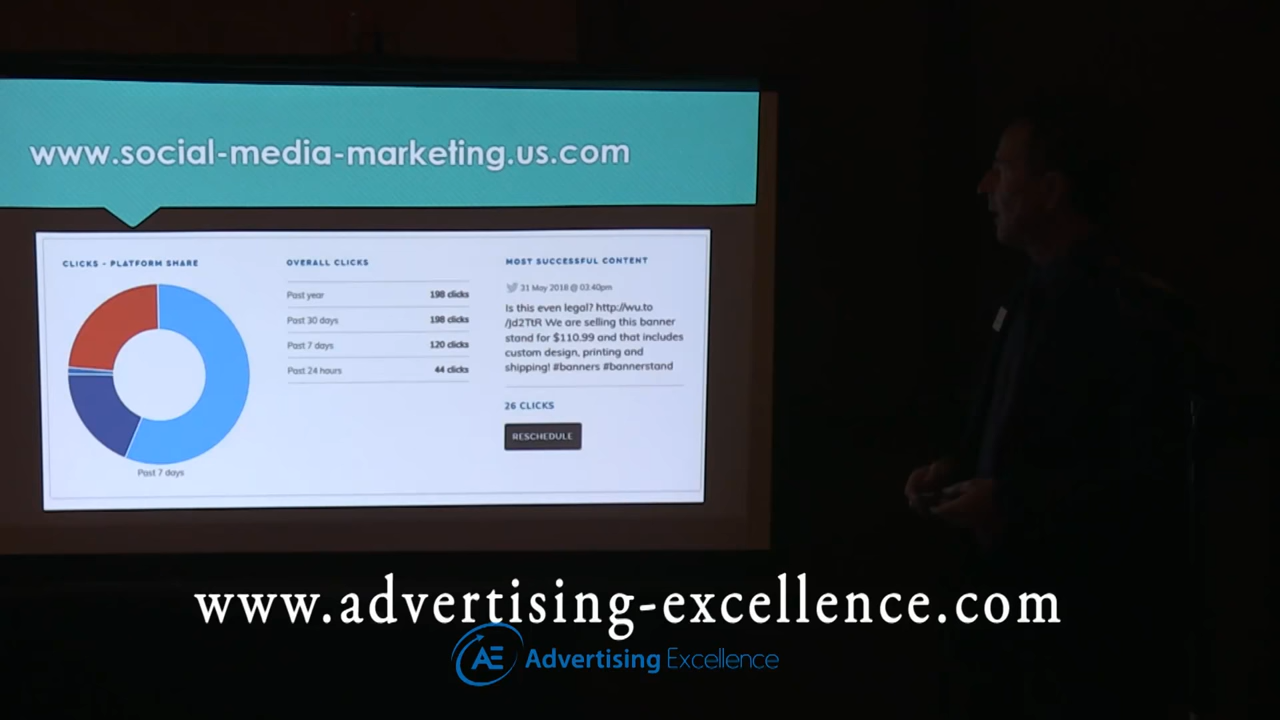 www.social-media-marketing.us.com
CLICKS - PLATFORM SHARE
Past 7 days
OVERALL CLICKS
Past year 198 clicks
Past 30 days 198 clicks
Past 7 days 120 clicks
Past 24 hours 44 clicks
MOST SUCCESSFUL CONTENT
31 May 2018 @ 03:40pm
Is this even legal? http://wu.to
/Jd2TtR We are selling this banner
stand for $110.99 and that includes
custom design, printing and
shipping! #banners #bannerstand
26 CLICKS
RESCHEDULE
www.advertising-excellence.com
AE Advertising Excellence